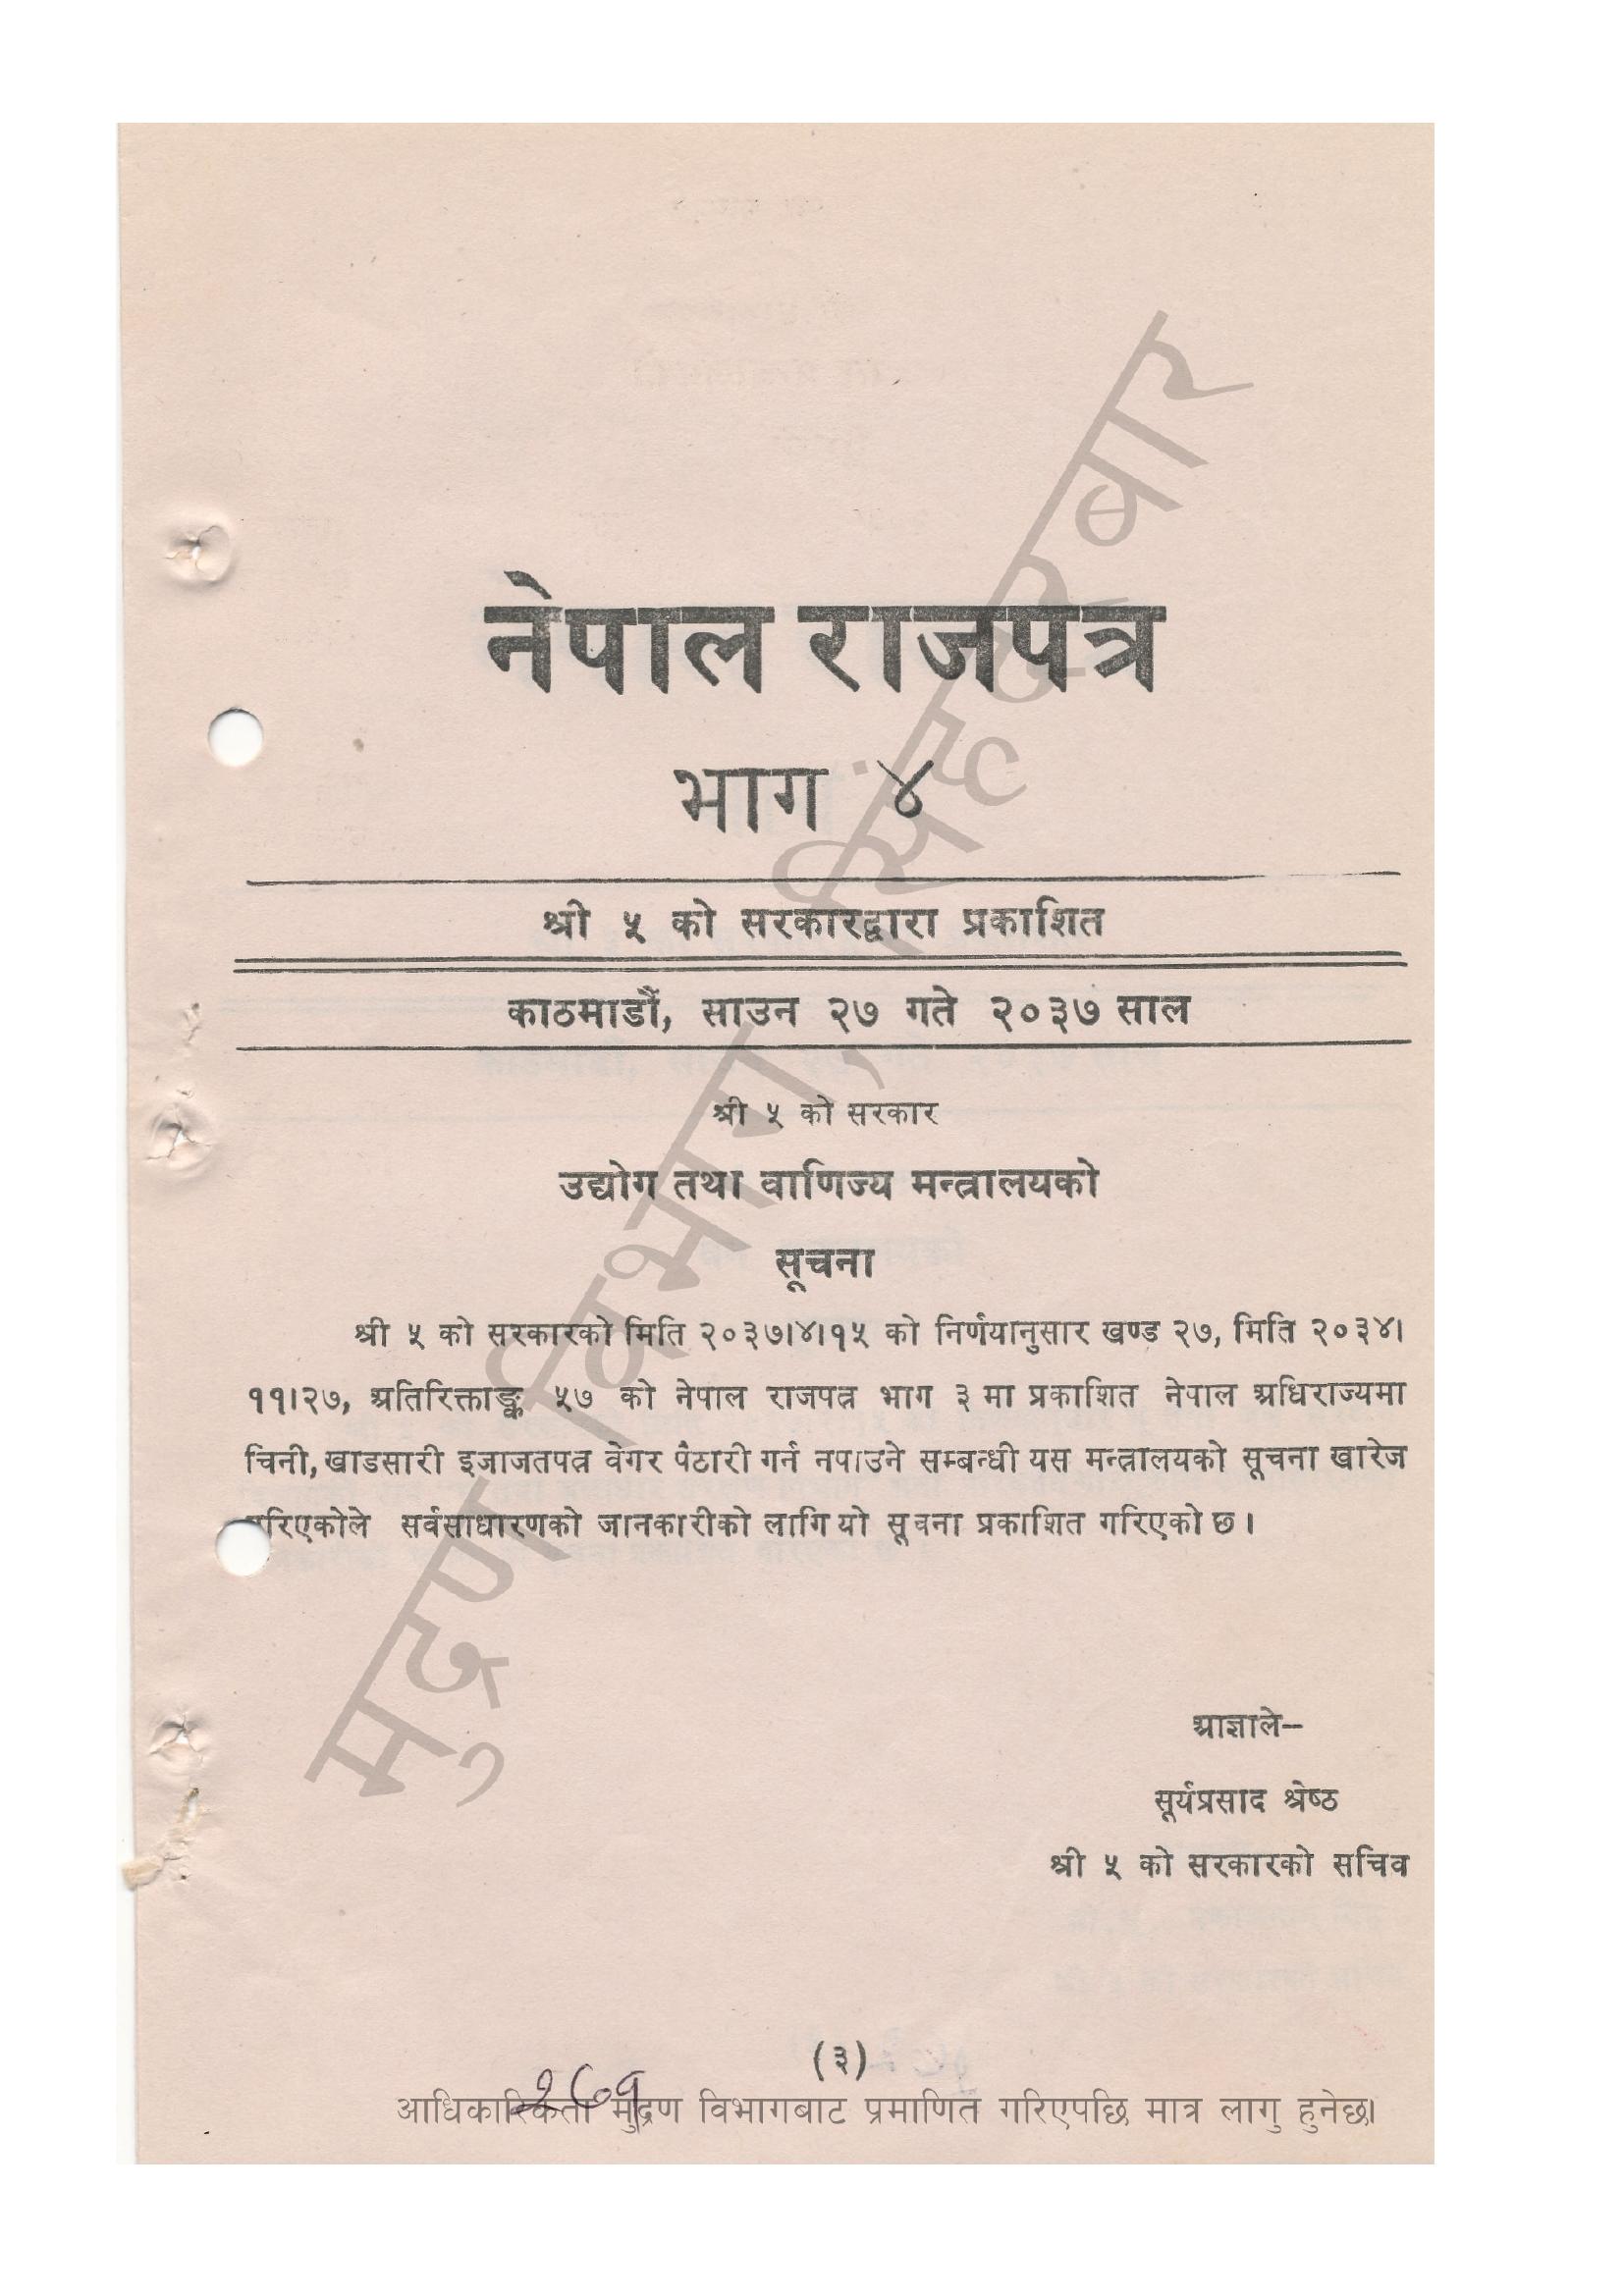 नेपाल राजपत्र
भाग ४
श्री ५ को सरकारद्वारा प्रकाशित
काठमाडौं, साउन २७ गते २०३७ साल
श्री ५ को सरकार
उद्योग तथा वाणिज्य मन्त्रालयको
सूचना
श्री ५ को सरकारको मिति २०३७।४।१५ को निर्णयानुसार खण्ड २७, मिति २०३४।
११।२७, अतिरिक्ताङ्क ५७ को नेपाल राजपत्र भाग ३ मा प्रकाशित नेपाल अधिराज्यमा
चिनी, खाडसारी इजाजतपत्र वेगर पैठारी गर्न नपाउने सम्बन्धी यस मन्त्रालयको सूचना खारेज
गरिएकोले सर्वसाधारणको जानकारीको लागि यो सूचना प्रकाशित गरिएको छ।
आज्ञाले–
सूर्यप्रसाद श्रेष्ठ
श्री ५ को सरकारको सचिव
(३)
२७१
आधिकारिकता मुद्रण विभागबाट प्रमाणित गरिएपछि मात्र लागु हुनेछ।
मुद्रण विभाग, सिंहदरबार